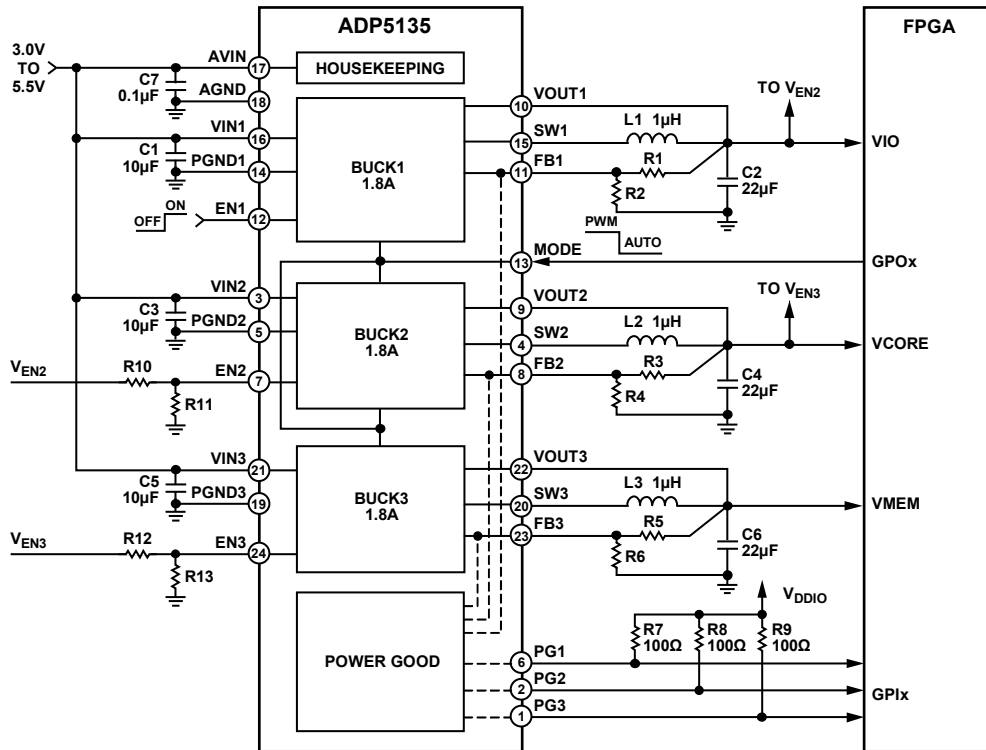 ADP5135
FPGA
3.0V
TO
5.5V
AVIN
17
HOUSEKEEPING
C7
0.1µF
AGND
18
VIN1
16
C1
10µF
PGND1
14
BUCK1
1.8A
OFF
ON
EN1
12
VOUT1
10
SW1
15
FB1
11
L1 1µH
R1
R2
TO VEN2
C2
22µF
VIO
PWM
AUTO
MODE
13
GPOx
VIN2
3
C3
10µF
PGND2
5
BUCK2
1.8A
VEN2
R10
R11
EN2
7
VOUT2
9
SW2
4
FB2
8
L2 1µH
R3
R4
TO VEN3
C4
22µF
VCORE
VIN3
21
C5
10µF
PGND3
19
BUCK3
1.8A
VEN3
R12
R13
EN3
24
VOUT3
22
SW3
20
FB3
23
L3 1µH
R5
R6
C6
22µF
VMEM
POWER GOOD
VDDIO
R7
100Ω
R8
100Ω
R9
100Ω
6
PG1
2
PG2
1
PG3
GPIx